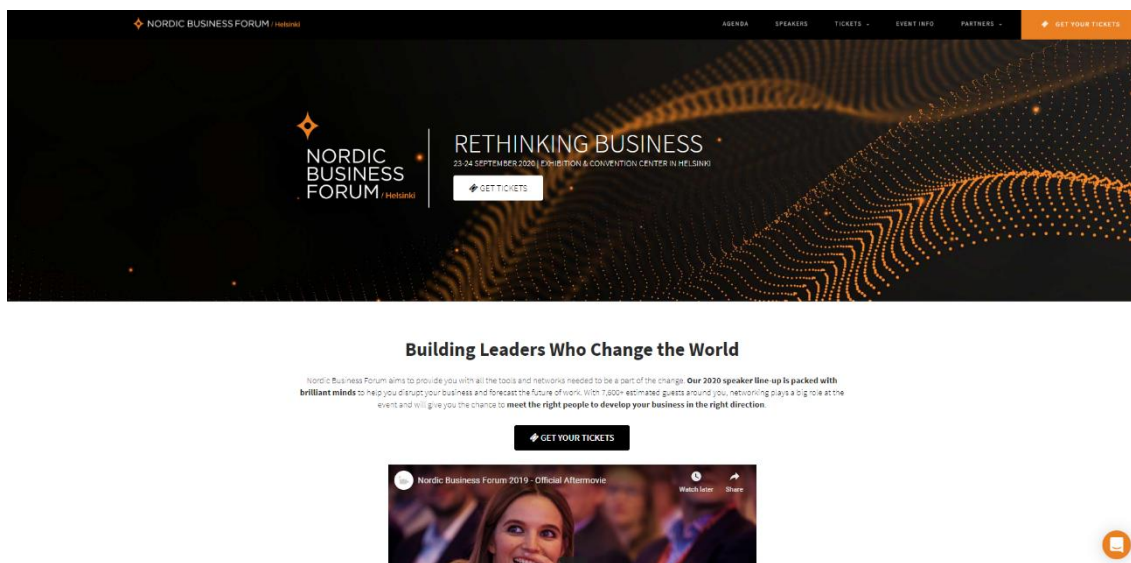 NORDIC BUSINESS FORUM / Helsinki
AGENDA
SPEAKERS
TICKETS
EVENT INFO
PARTNERS
GET YOUR TICKETS
NORDIC
BUSINESS
FORUM / Helsinki
RETHINKING BUSINESS
23-24 SEPTEMBER 2020 | EXHIBITION & CONVENTION CENTER IN HELSINKI
GET TICKETS
Building Leaders Who Change the World
Nordic Business Forum aims to provide you with all the tools and networks needed to be a part of the change. Our 2020 speaker line-up is packed with
brilliant minds to help you disrupt your business and forecast the future of work. With 7,600+ estimated guests around you, networking plays a big role at the
event and will give you the chance to meet the right people to develop your business in the right direction.
GET YOUR TICKETS
Nordic Business Forum 2019 - Official Aftermovie
Watch later
Share